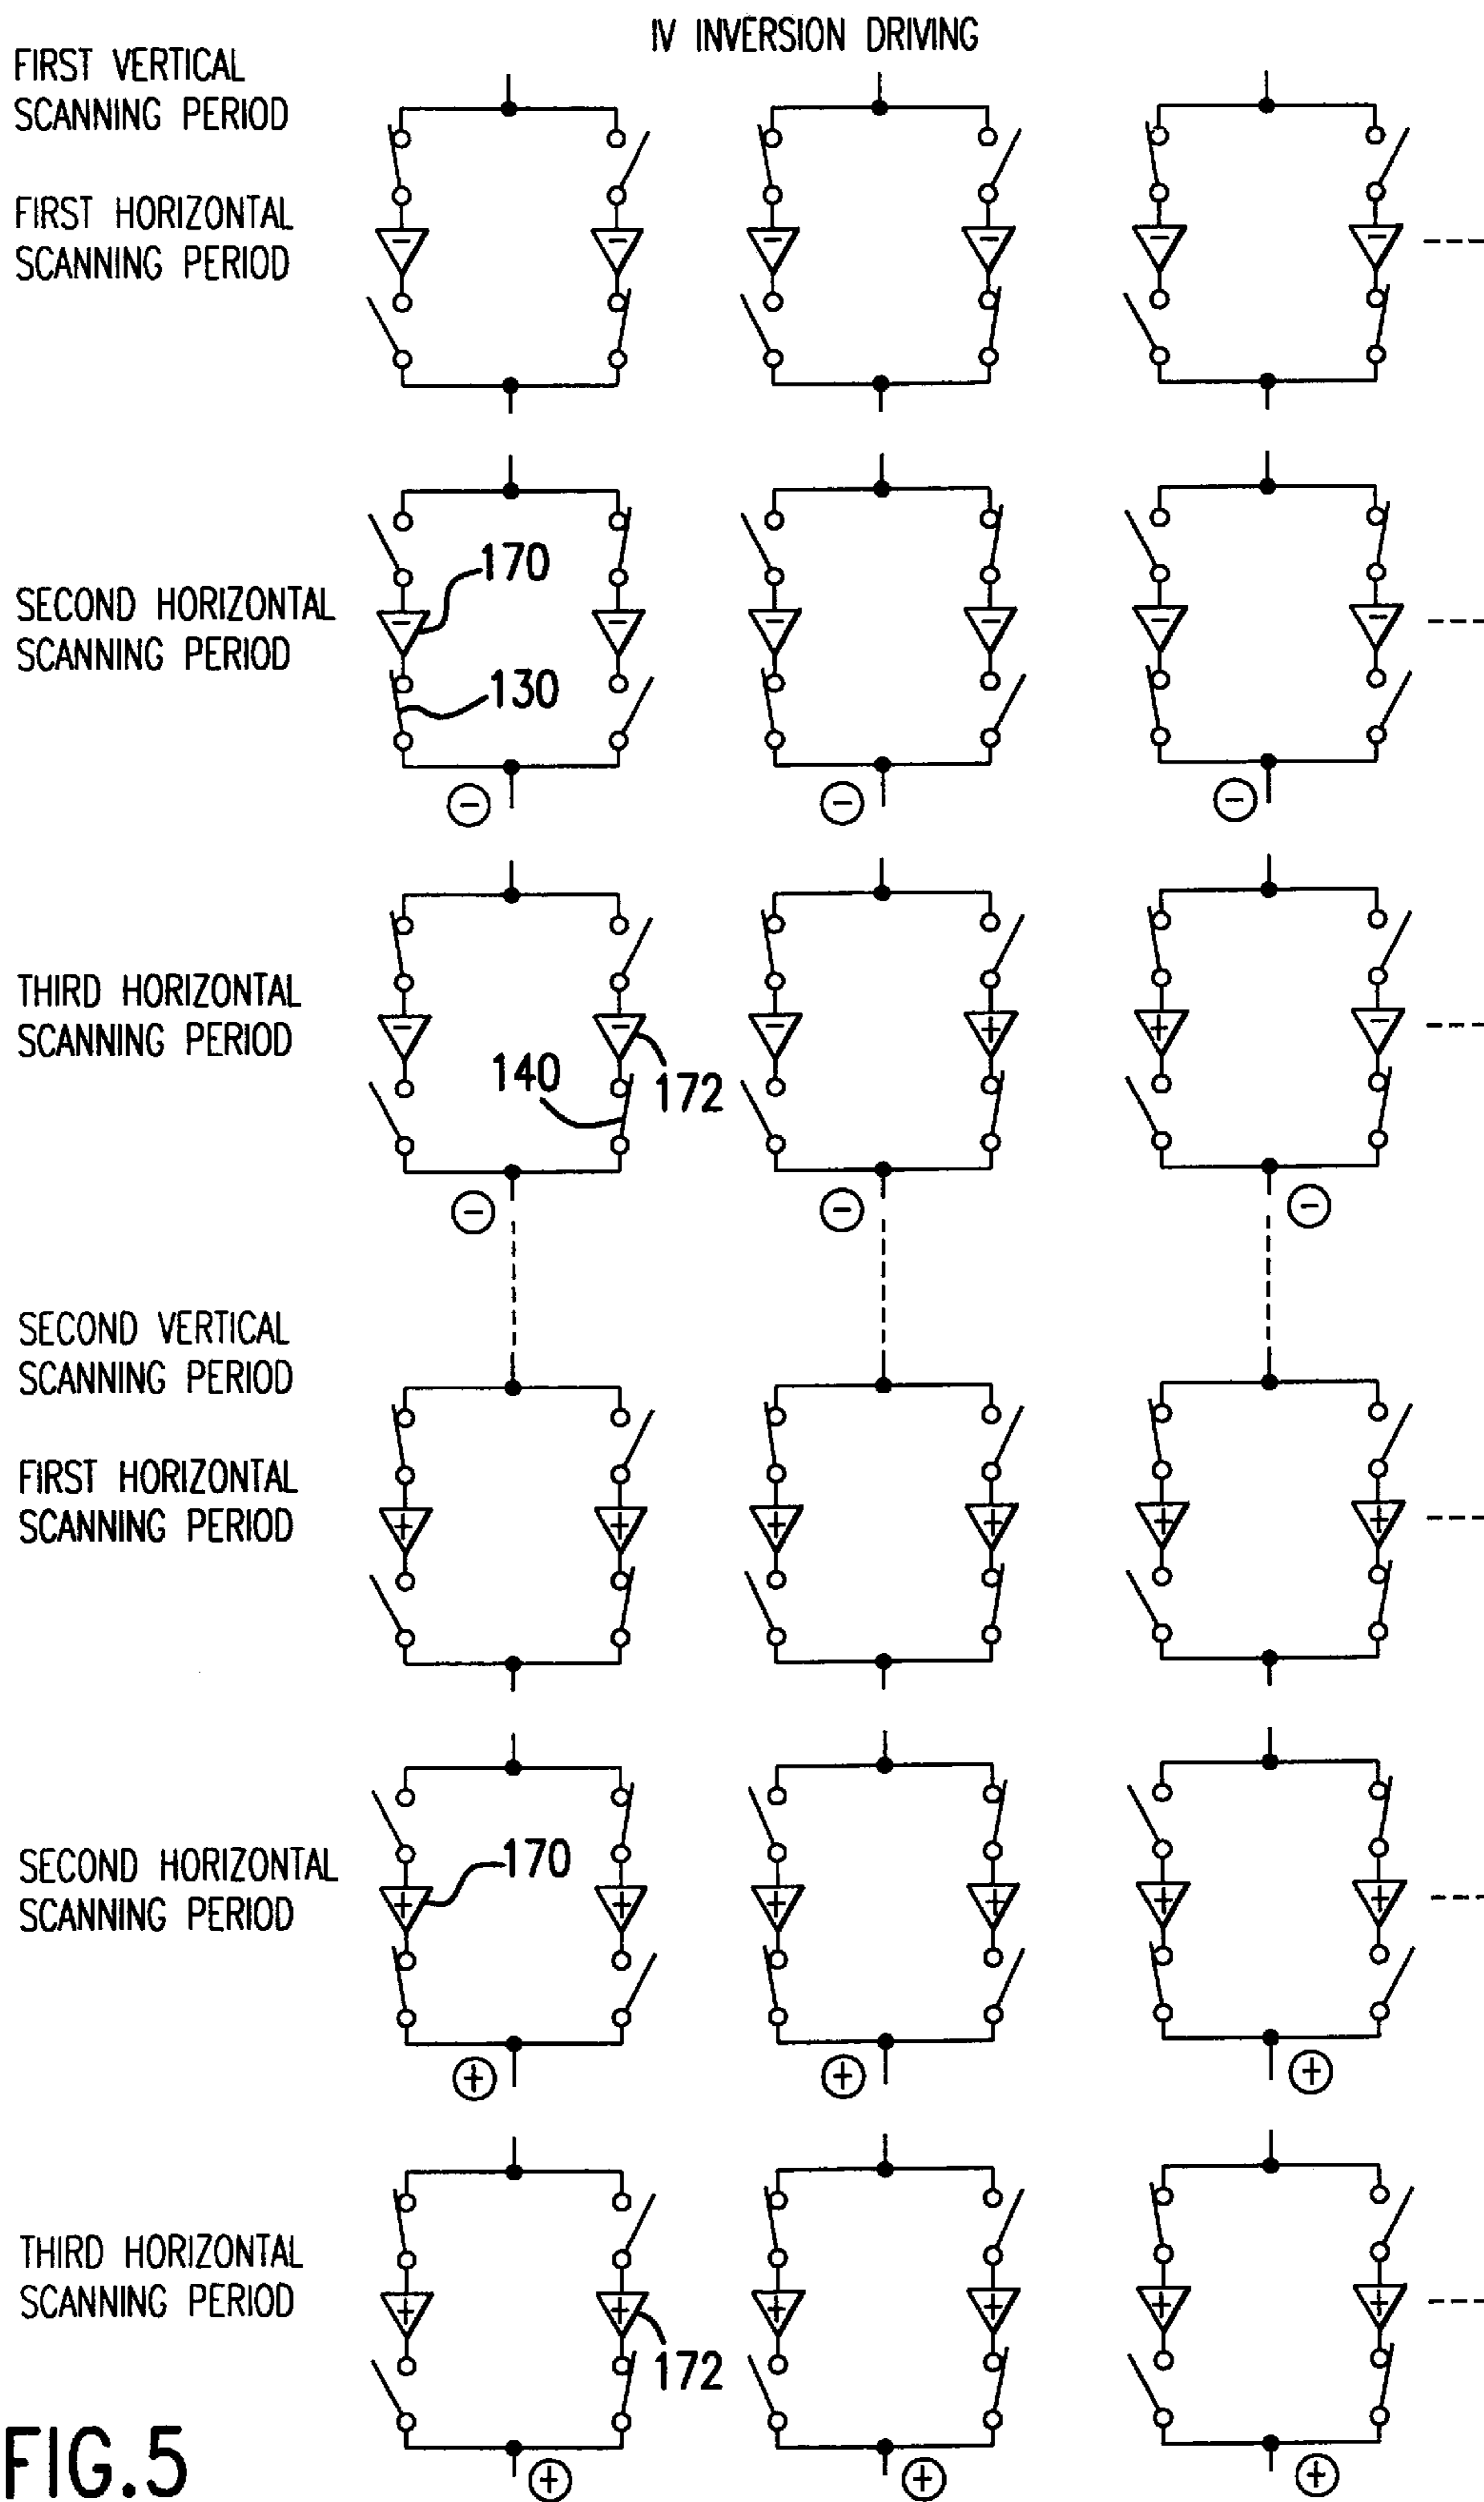 IV INVERSION DRIVING
FIRST VERTICAL
SCANNING PERIOD
FIRST HORIZONTAL
SCANNING PERIOD
- - - - - -
SECOND HORIZONTAL
SCANNING PERIOD
170
- - - - - -
130
- - -
THIRD HORIZONTAL
SCANNING PERIOD
- - - + + -
140
172
- - -
SECOND VERTICAL
SCANNING PERIOD
FIRST HORIZONTAL
SCANNING PERIOD
+ + + + + +
SECOND HORIZONTAL
SCANNING PERIOD
170
+ + + + + +
+ + +
THIRD HORIZONTAL
SCANNING PERIOD
+ + + + + +
172
+ + +
FIG.5